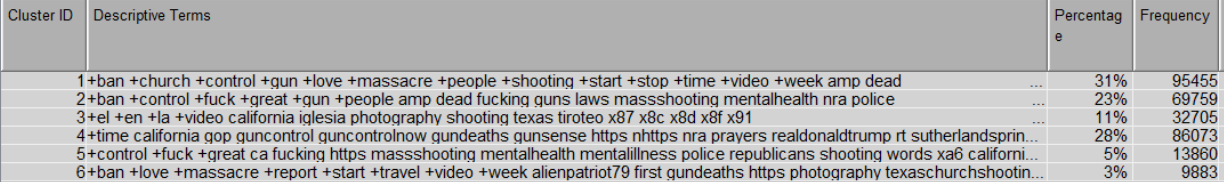 Cluster ID Descriptive Terms Percentag Frequency
e
1 +ban +church +control +gun +love +massacre +people +shooting +start +stop +time +video +week amp dead ... 31% 95455
2 +ban +control +fuck +great +gun +people amp dead fucking guns laws massshooting mentalhealth nra police ... 23% 69759
3 +el +en +la +video california iglesia photography shooting texas tiroteo x87 x8c x8d x8f x91 ... 11% 32705
4 +time california gop guncontrol guncontrolnow gundeaths gunsense https nhttps nra prayers realdonaldtrump rt sutherlandsprin... 28% 86073
5 +control +fuck +great ca fucking https massshooting mentalhealth mentalillness police republicans shooting words xa6 californi... 5% 13860
6 +ban +love +massacre +report +start +travel +video +week alienpatriot79 first gundeaths https photography texaschurchshootin... 3% 9883